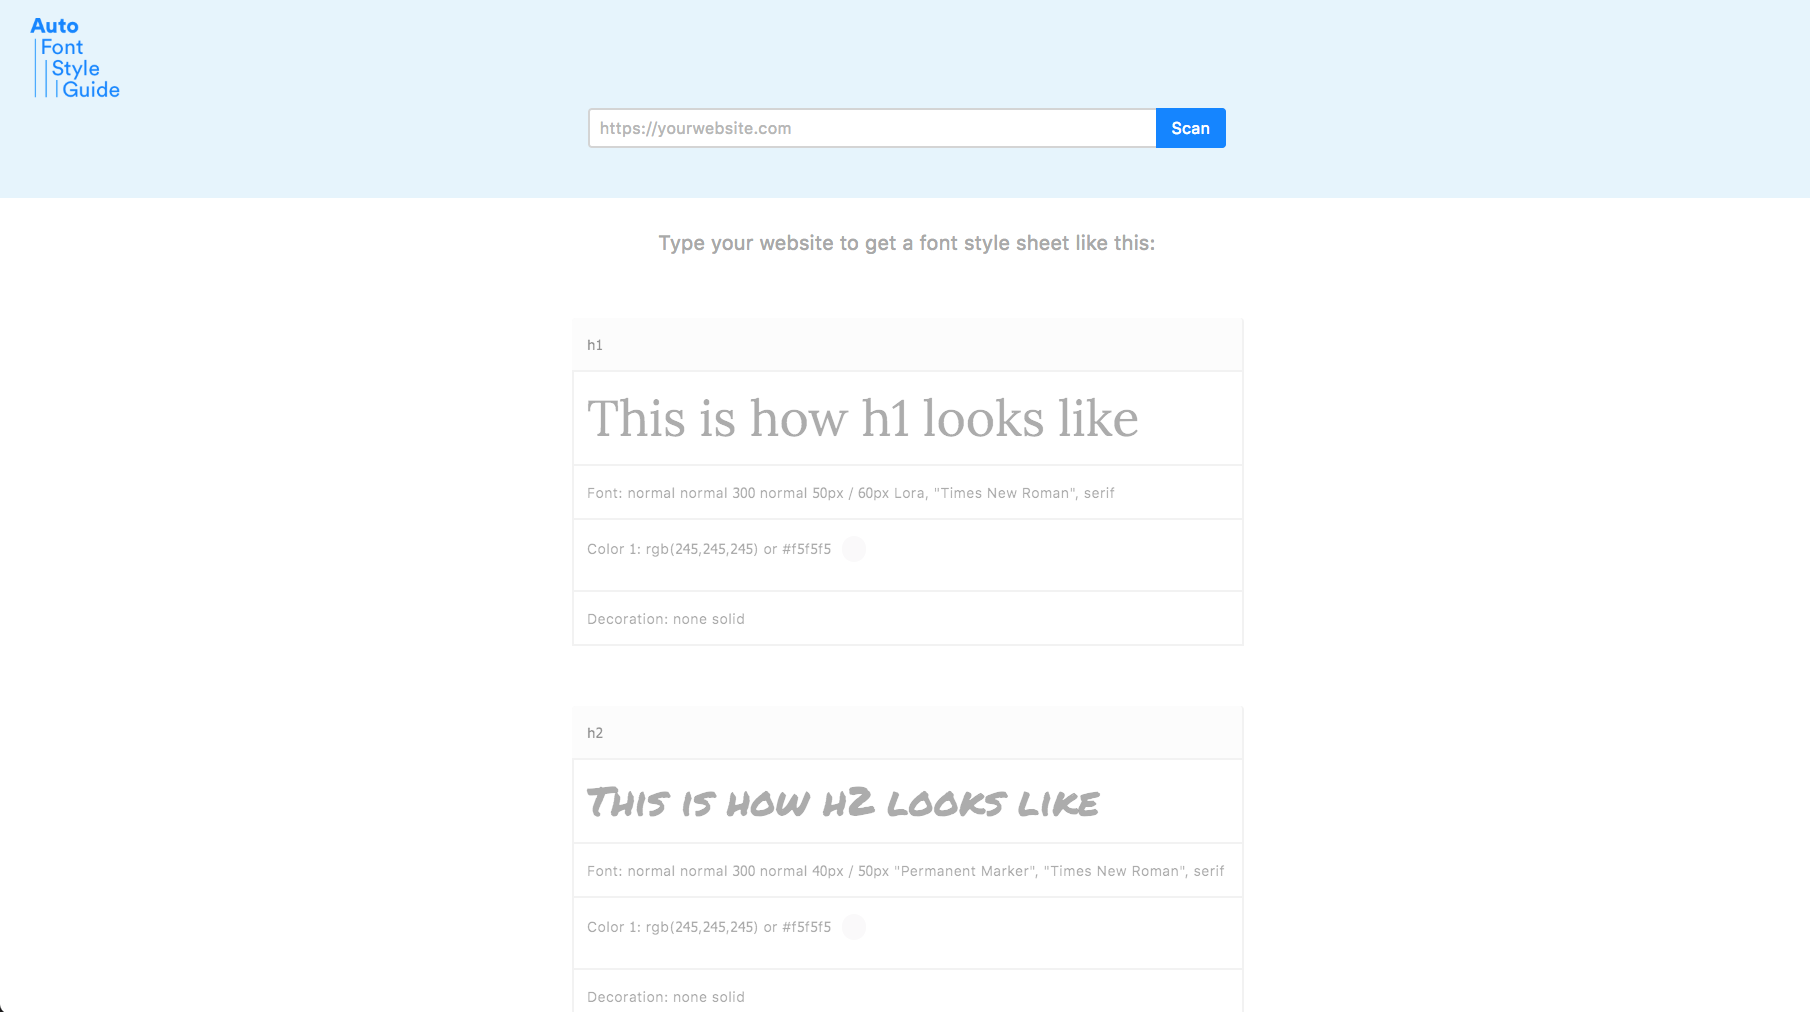 Auto
Font
Style
Guide
https://yourwebsite.com
Scan
Type your website to get a font style sheet like this:
h1
This is how h1 looks like
Font: normal normal 300 normal 50px / 60px Lora, "Times New Roman", serif
Color 1: rgb(245,245,245) or #f5f5f5
Decoration: none solid
h2
This is how h2 looks like
Font: normal normal 300 normal 40px / 50px "Permanent Marker", "Times New Roman", serif
Color 1: rgb(245,245,245) or #f5f5f5
Decoration: none solid